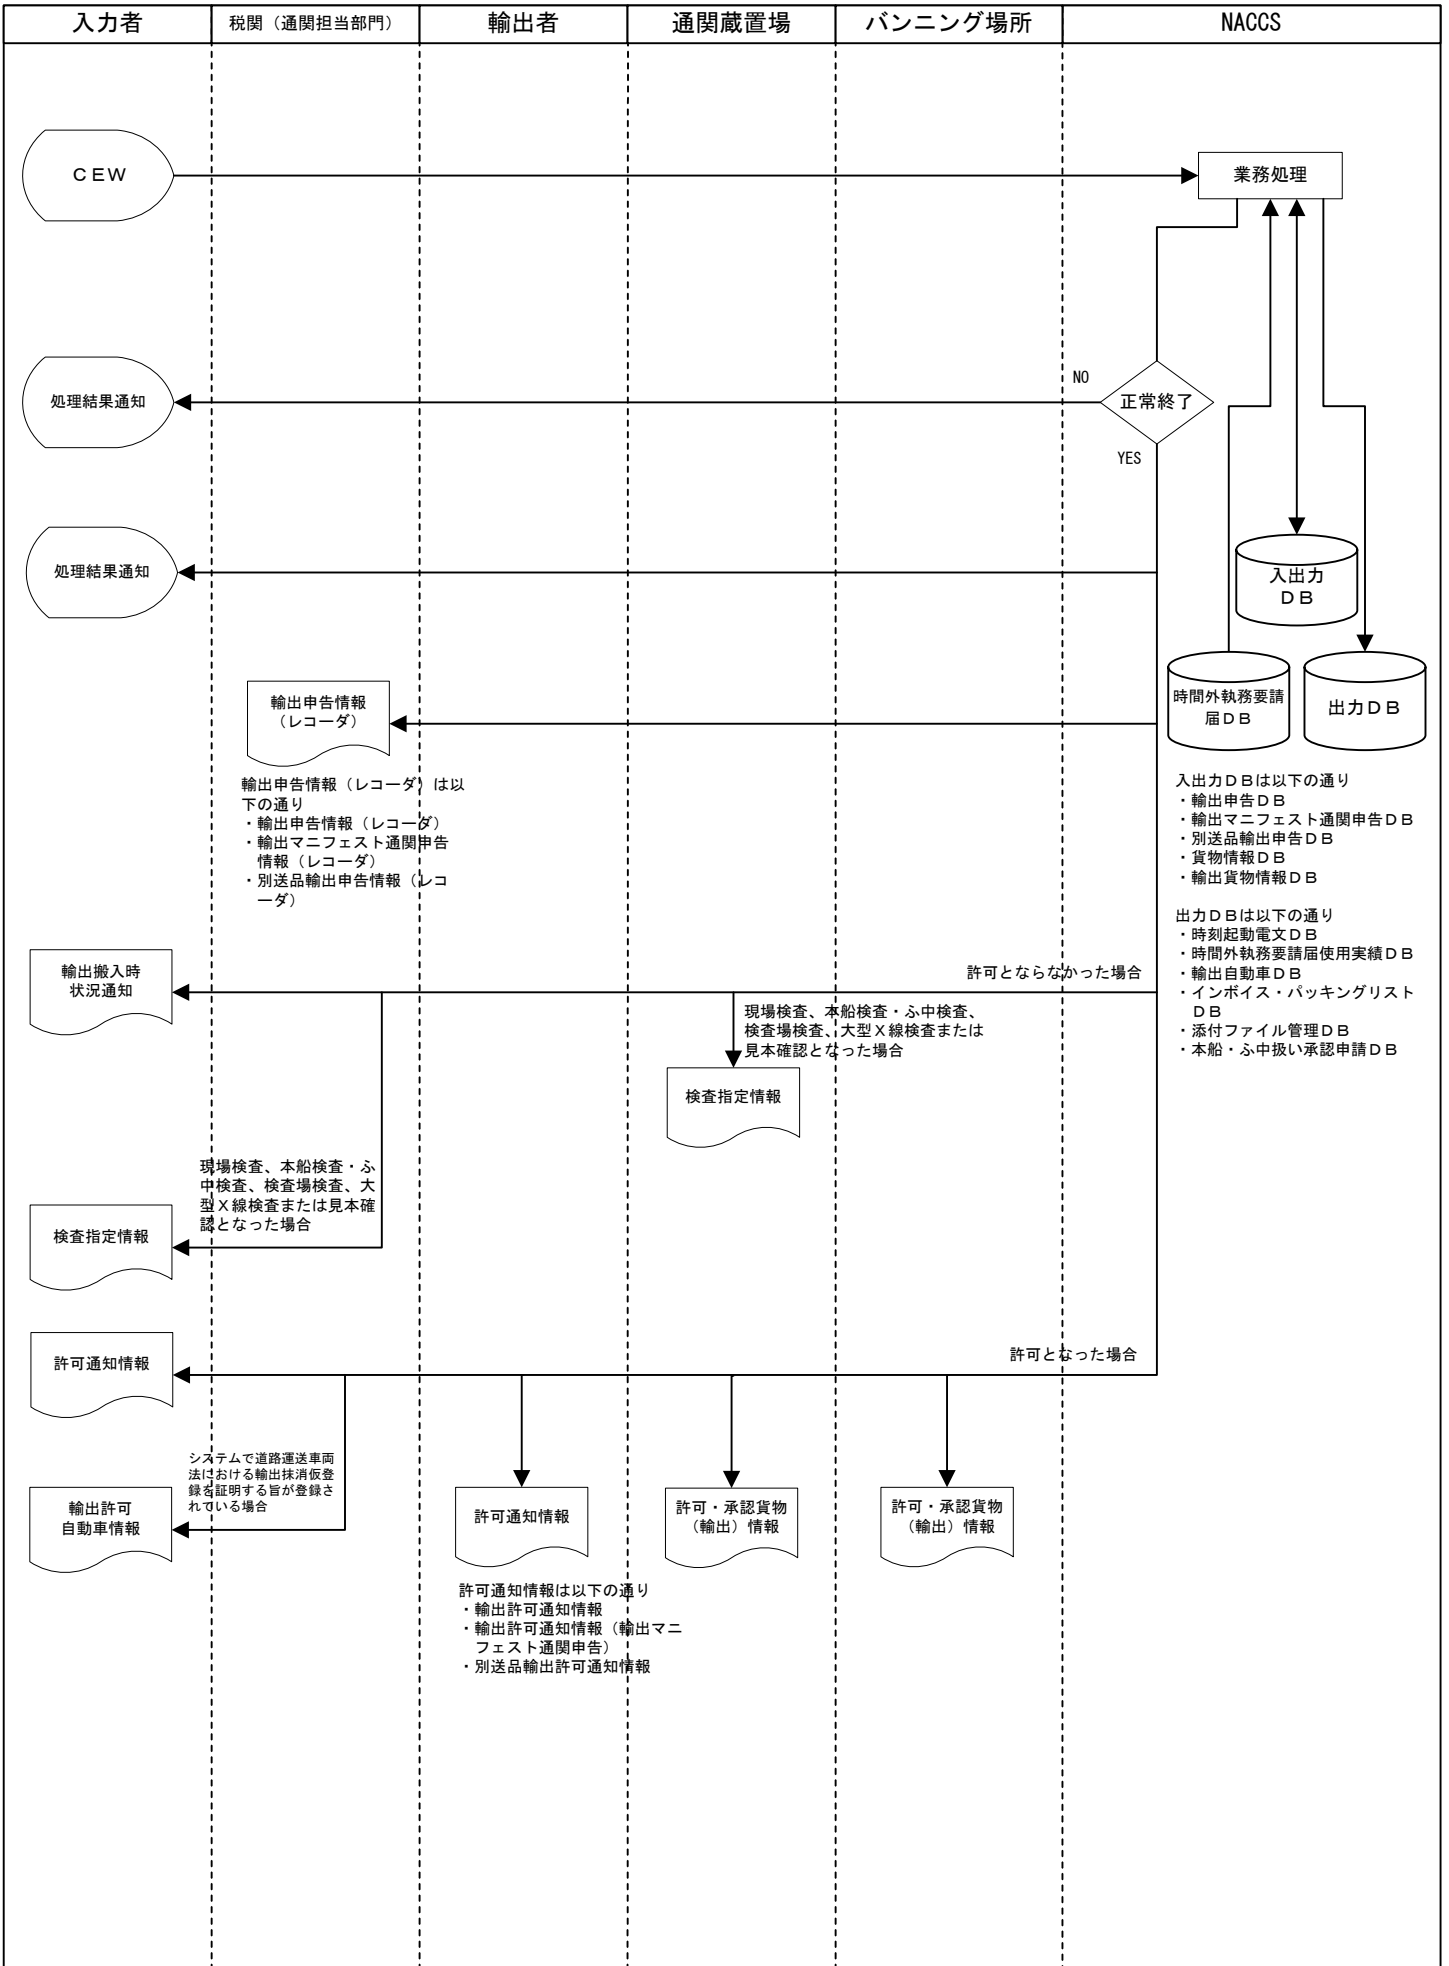 入力者
税関（通関担当部門）
輸出者
通関蔵置場
バンニング場所
NACCS
ＣＥＷ
業務処理
処理結果通知
NO
正常終了
YES
処理結果通知
入出力
ＤＢ
時間外執務要請
届ＤＢ
出力ＤＢ
輸出申告情報
（レコーダ）
輸出申告情報（レコーダ）は以
下の通り
・輸出申告情報（レコーダ）
・輸出マニフェスト通関申告
情報（レコーダ）
・別送品輸出申告情報（レコ
ーダ）
入出力ＤＢは以下の通り
・輸出申告ＤＢ
・輸出マニフェスト通関申告ＤＢ
・別送品輸出申告ＤＢ
・貨物情報ＤＢ
・輸出貨物情報ＤＢ
出力ＤＢは以下の通り
・時刻起動電文ＤＢ
・時間外執務要請届使用実績ＤＢ
・輸出自動車ＤＢ
・インボイス・パッキングリスト
ＤＢ
・添付ファイル管理ＤＢ
・本船・ふ中扱い承認申請ＤＢ
輸出搬入時
状況通知
許可とならなかった場合
現場検査、本船検査・ふ中検査、
検査場検査、大型Ｘ線検査または
見本確認となった場合
検査指定情報
現場検査、本船検査・ふ
中検査、検査場検査、大
型Ｘ線検査または見本確
認となった場合
検査指定情報
許可となった場合
許可通知情報
システムで道路運送車両
法における輸出抹消仮登
録を証明する旨が登録さ
れている場合
輸出許可
自動車情報
許可通知情報
許可・承認貨物
（輸出）情報
許可・承認貨物
（輸出）情報
許可通知情報は以下の通り
・輸出許可通知情報
・輸出許可通知情報（輸出マニ
フェスト通関申告）
・別送品輸出許可通知情報